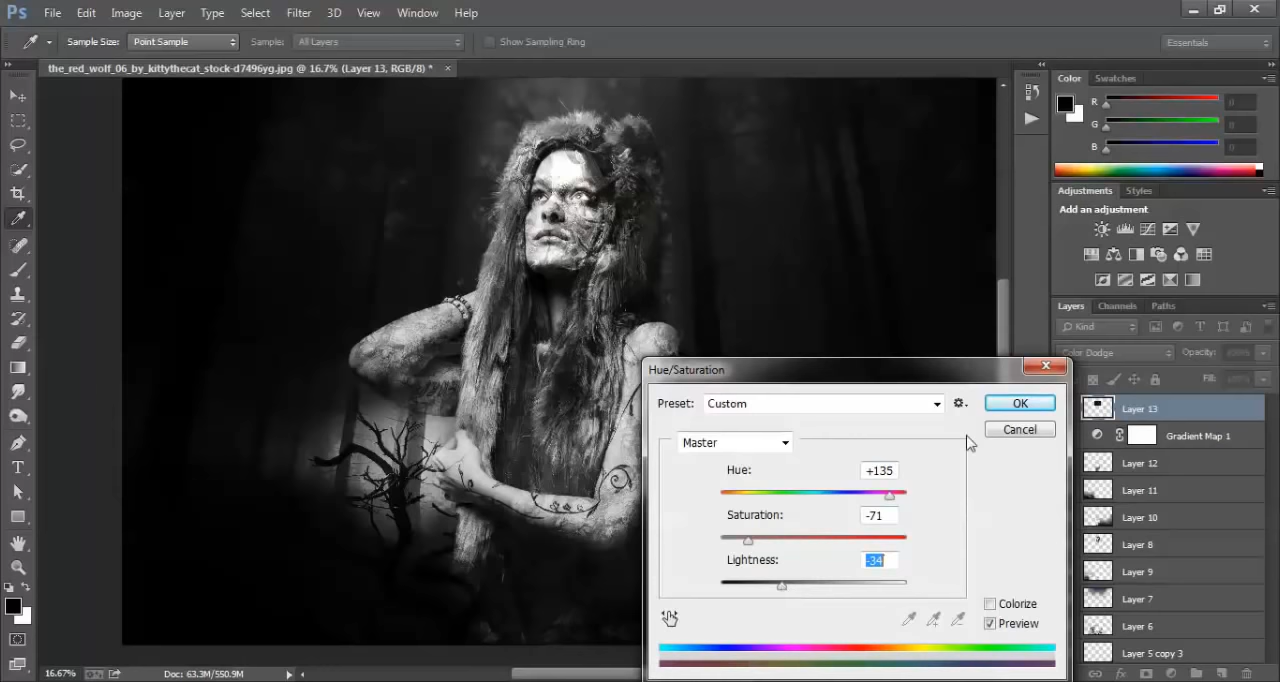 Ps File Edit Image Layer Type Select Filter 3D View Window Help
Sample Size: Point Sample Sample: All Layers Show Sampling Ring Essentials
the_red_wolf_06_by_kittythecat_stock-d7496yg.jpg @ 16.7% (Layer 13, RGB/8) * ×
Color Swatches
R 0
G 0
B 0
Adjustments Styles
Add an adjustment
Layers Channels Paths
Kind
Color Dodge Opacity:
Fill:
Layer 13
Gradient Map 1
Layer 12
Layer 11
Layer 10
Layer 8
Layer 9
Layer 7
Layer 6
Layer 5 copy 3
Hue/Saturation
Preset: Custom OK
Cancel
Master
Hue: +135
Saturation: -71
Lightness: -34
Colorize
Preview
16.67% Doc: 63.3M/550.9M